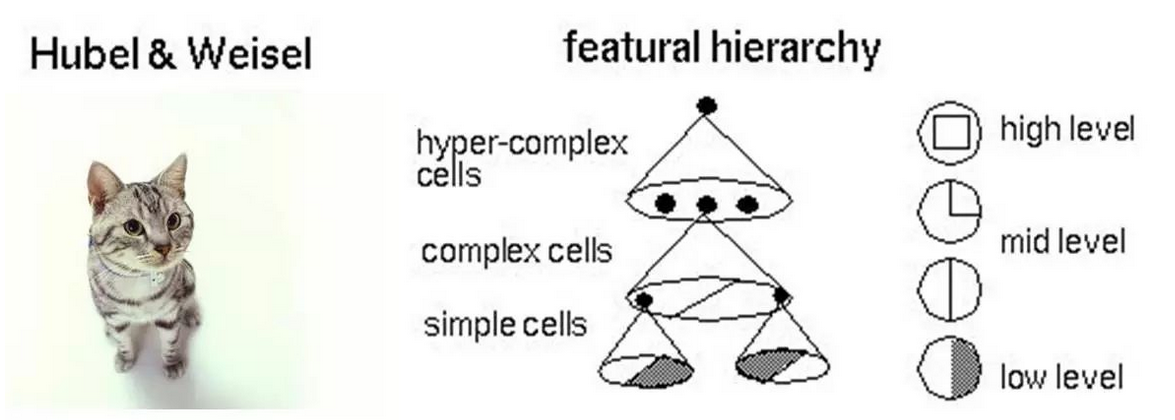 Hubel & Weisel
featural hierarchy
hyper-complex
cells
complex cells
simple cells
high level
mid level
low level